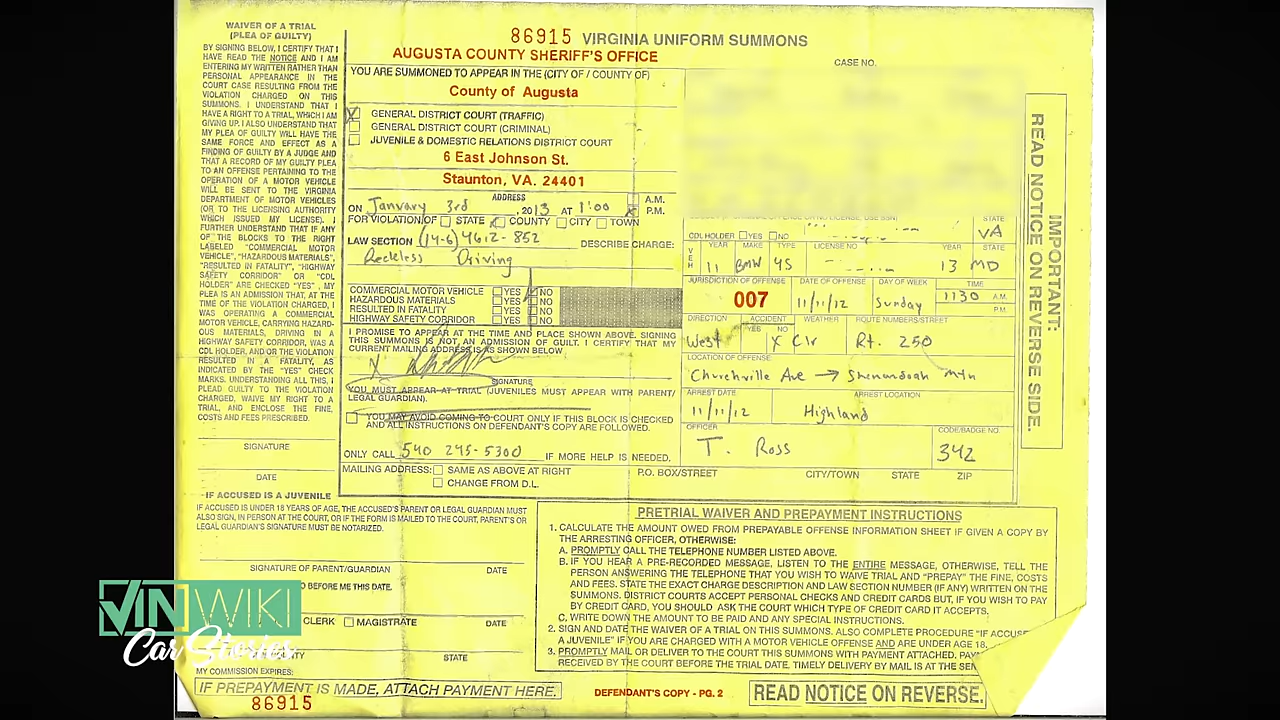 WAIVER OF A TRIAL
(PLEA OF GUILTY)
BY SIGNING BELOW, I CERTIFY THAT I
HAVE READ THE NOTICE AND I AM
ENTERING MY WRITTEN RATHER THAN
PERSONAL APPEARANCE IN THE
COURT CASE RESULTING FROM THE
VIOLATION CHARGED ON THIS
SUMMONS. I UNDERSTAND THAT I
HAVE A RIGHT TO A TRIAL, WHICH I AM
GIVING UP. I ALSO UNDERSTAND THAT
MY PLEA OF GUILTY WILL HAVE THE
SAME FORCE AND EFFECT AS A
FINDING OF GUILTY BY A JUDGE AND
THAT A RECORD OF MY GUILTY PLEA
TO AN OFFENSE PERTAINING TO THE
OPERATION OF A MOTOR VEHICLE
WILL BE SENT TO THE VIRGINIA
DEPARTMENT OF MOTOR VEHICLES
(OR TO THE LICENSING AUTHORITY
WHICH ISSUED MY LICENSE). I
FURTHER UNDERSTAND THAT IF ANY
OF THE BLOCKS TO THE RIGHT
LABELED "COMMERCIAL MOTOR
VEHICLE", "HAZARDOUS MATERIALS",
"RESULTED IN FATALITY", "HIGHWAY
SAFETY CORRIDOR" OR "CDL
HOLDER" ARE CHECKED "YES", MY
PLEA IS AN ADMISSION THAT, AT THE
TIME OF THE VIOLATION CHARGED, I
WAS OPERATING A COMMERCIAL
MOTOR VEHICLE, CARRYING HAZARD-
OUS MATERIALS, DRIVING IN A
HIGHWAY SAFETY CORRIDOR, WAS A
CDL HOLDER, AND/OR THE VIOLATION
RESULTED IN A FATALITY, AS
INDICATED BY THE "YES" CHECK
MARKS. UNDERSTANDING ALL THIS, I
PLEAD GUILTY TO THE VIOLATION
CHARGED, WAIVE MY RIGHT TO A
TRIAL, AND ENCLOSE THE FINE,
COSTS AND FEES PRESCRIBED.
SIGNATURE
DATE
86915 VIRGINIA UNIFORM SUMMONS
AUGUSTA COUNTY SHERIFF'S OFFICE
CASE NO.
YOU ARE SUMMONED TO APPEAR IN THE (CITY OF / COUNTY OF)
County of Augusta
X GENERAL DISTRICT COURT (TRAFFIC)
GENERAL DISTRICT COURT (CRIMINAL)
JUVENILE & DOMESTIC RELATIONS DISTRICT COURT
6 East Johnson St.
Staunton, VA. 24401
ADDRESS
ON January 3rd , 2013 AT 1:00 A.M. X P.M.
FOR VIOLATION OF STATE X COUNTY CITY TOWN
LAW SECTION (14-6) 46.2-852 DESCRIBE CHARGE:
Reckless Driving
COMMERCIAL MOTOR VEHICLE YES NO
HAZARDOUS MATERIALS YES NO
RESULTED IN FATALITY YES NO
HIGHWAY SAFETY CORRIDOR YES NO
I PROMISE TO APPEAR AT THE TIME AND PLACE SHOWN ABOVE. SIGNING
THIS SUMMONS IS NOT AN ADMISSION OF GUILT. I CERTIFY THAT MY
CURRENT MAILING ADDRESS IS AS SHOWN BELOW
X
SIGNATURE
YOU MUST APPEAR AT TRIAL (JUVENILES MUST APPEAR WITH PARENT/
LEGAL GUARDIAN).
YOU MAY AVOID COMING TO COURT ONLY IF THIS BLOCK IS CHECKED
AND ALL INSTRUCTIONS ON DEFENDANT'S COPY ARE FOLLOWED.
ONLY CALL 540 245-5300 IF MORE HELP IS NEEDED.
MAILING ADDRESS: SAME AS ABOVE AT RIGHT
CHANGE FROM D.L.
P.O. BOX/STREET CITY/TOWN STATE ZIP
STATE
CDL HOLDER YES NO VA
VEH YEAR MAKE TYPE LICENSE NO YEAR STATE
11 BMW 4S 13 MD
JURISDICTION OF OFFENSE DATE OF OFFENSE DAY OF WEEK TIME
007 11/11/12 Sunday 1130 A.M.
P.M.
DIRECTION ACCIDENT WEATHER ROUTE NUMBERS/STREET
YES NO
West X Clr Rt. 250
LOCATION OF OFFENSE
Churchville Ave → Shenandoah Mtn
ARREST DATE ARREST LOCATION
11/11/12 Highland
OFFICER CODE/BADGE NO.
T. Ross 342
IMPORTANT:
READ NOTICE ON REVERSE SIDE.
IF ACCUSED IS A JUVENILE
IF ACCUSED IS UNDER 18 YEARS OF AGE, THE ACCUSED'S PARENT OR LEGAL GUARDIAN MUST
ALSO SIGN, IN PERSON AT THE COURT, OR IF THE FORM IS MAILED TO THE COURT, PARENT'S OR
LEGAL GUARDIAN'S SIGNATURE MUST BE NOTARIZED.
SIGNATURE OF PARENT/GUARDIAN DATE
O BEFORE ME THIS DATE.
CLERK MAGISTRATE DATE
STATE
MY COMMISSION EXPIRES:
IF PREPAYMENT IS MADE, ATTACH PAYMENT HERE.
86915
PRETRIAL WAIVER AND PREPAYMENT INSTRUCTIONS
1. CALCULATE THE AMOUNT OWED FROM PREPAYABLE OFFENSE INFORMATION SHEET IF GIVEN A COPY BY
THE ARRESTING OFFICER, OTHERWISE:
A. PROMPTLY CALL THE TELEPHONE NUMBER LISTED ABOVE.
B. IF YOU HEAR A PRE-RECORDED MESSAGE, LISTEN TO THE ENTIRE MESSAGE, OTHERWISE, TELL THE
PERSON ANSWERING THE TELEPHONE THAT YOU WISH TO WAIVE TRIAL AND "PREPAY" THE FINE, COSTS
AND FEES. STATE THE EXACT CHARGE DESCRIPTION AND LAW SECTION NUMBER (IF ANY) WRITTEN ON THE
SUMMONS. DISTRICT COURTS ACCEPT PERSONAL CHECKS AND CREDIT CARDS BUT, IF YOU WISH TO PAY
BY CREDIT CARD, YOU SHOULD ASK THE COURT WHICH TYPE OF CREDIT CARD IT ACCEPTS.
C. WRITE DOWN THE AMOUNT TO BE PAID AND ANY SPECIAL INSTRUCTIONS.
2. SIGN AND DATE THE WAIVER OF A TRIAL ON THIS SUMMONS. ALSO COMPLETE PROCEDURE "IF ACCUSE
A JUVENILE" IF YOU ARE CHARGED WITH A MOTOR VEHICLE OFFENSE AND ARE UNDER AGE 18.
3. PROMPTLY MAIL OR DELIVER TO THE COURT THIS SUMMONS WITH PAYMENT ATTACHED. PAY
RECEIVED BY THE COURT BEFORE THE TRIAL DATE. TIMELY DELIVERY BY MAIL IS AT THE SEN
DEFENDANT'S COPY - PG. 2
READ NOTICE ON REVERSE.
VINWIKI
Car Stories